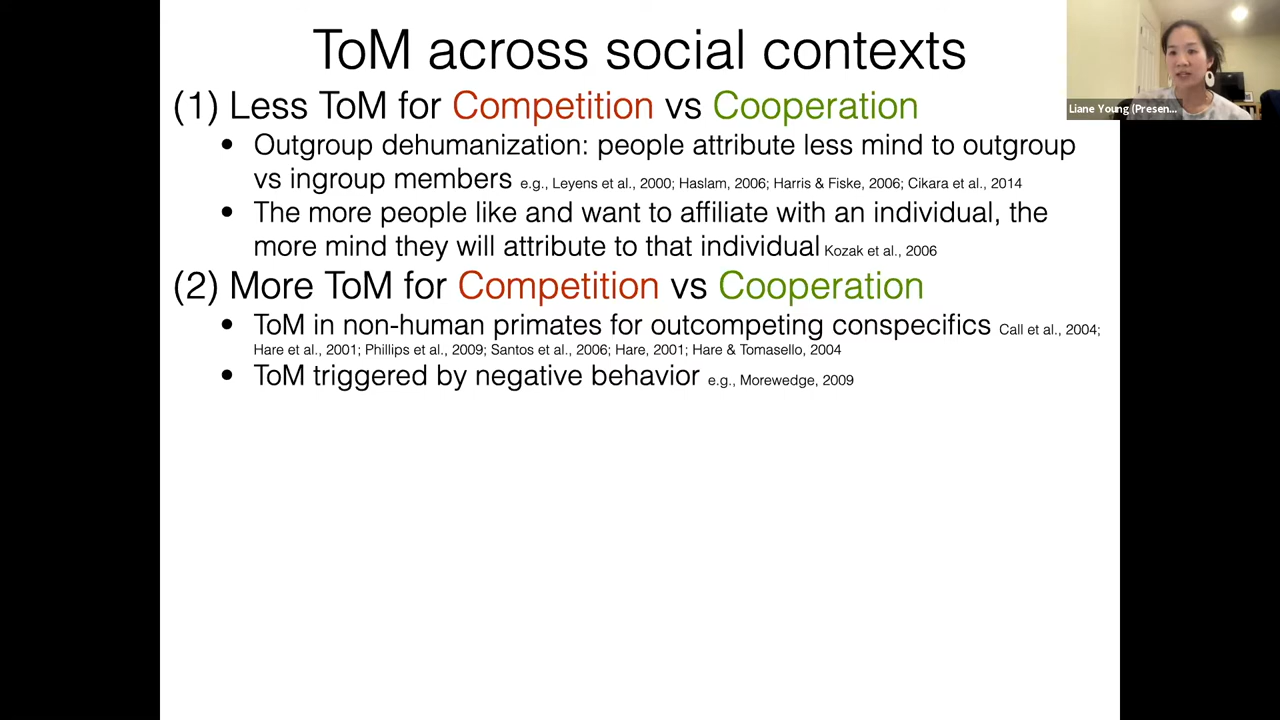 ToM across social contexts
Liane Young (Presen...
(1) Less ToM for Competition vs Cooperation
• Outgroup dehumanization: people attribute less mind to outgroup
vs ingroup members e.g., Leyens et al., 2000; Haslam, 2006; Harris & Fiske, 2006; Cikara et al., 2014
• The more people like and want to affiliate with an individual, the
more mind they will attribute to that individual Kozak et al., 2006
(2) More ToM for Competition vs Cooperation
• ToM in non-human primates for outcompeting conspecifics Call et al., 2004;
Hare et al., 2001; Phillips et al., 2009; Santos et al., 2006; Hare, 2001; Hare & Tomasello, 2004
• ToM triggered by negative behavior e.g., Morewedge, 2009